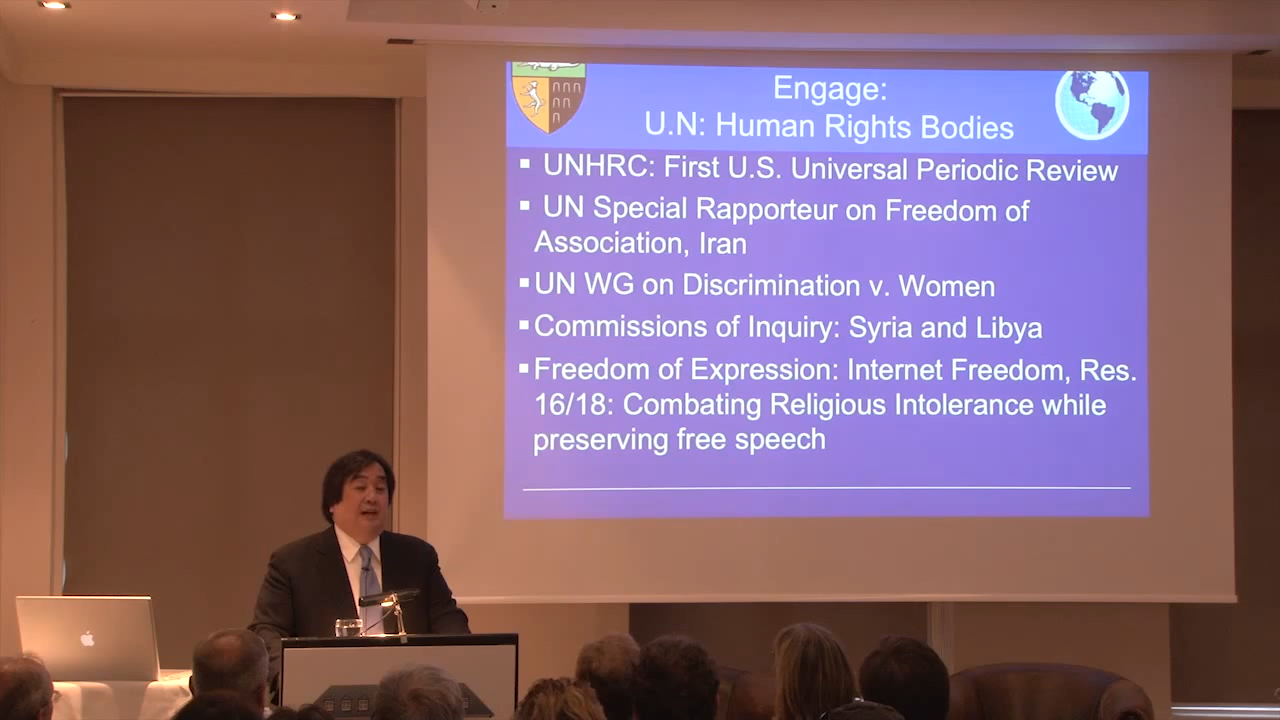 Engage:
U.N: Human Rights Bodies
▪ UNHRC: First U.S. Universal Periodic Review
▪ UN Special Rapporteur on Freedom of
Association, Iran
▪ UN WG on Discrimination v. Women
▪ Commissions of Inquiry: Syria and Libya
▪ Freedom of Expression: Internet Freedom, Res.
16/18: Combating Religious Intolerance while
preserving free speech